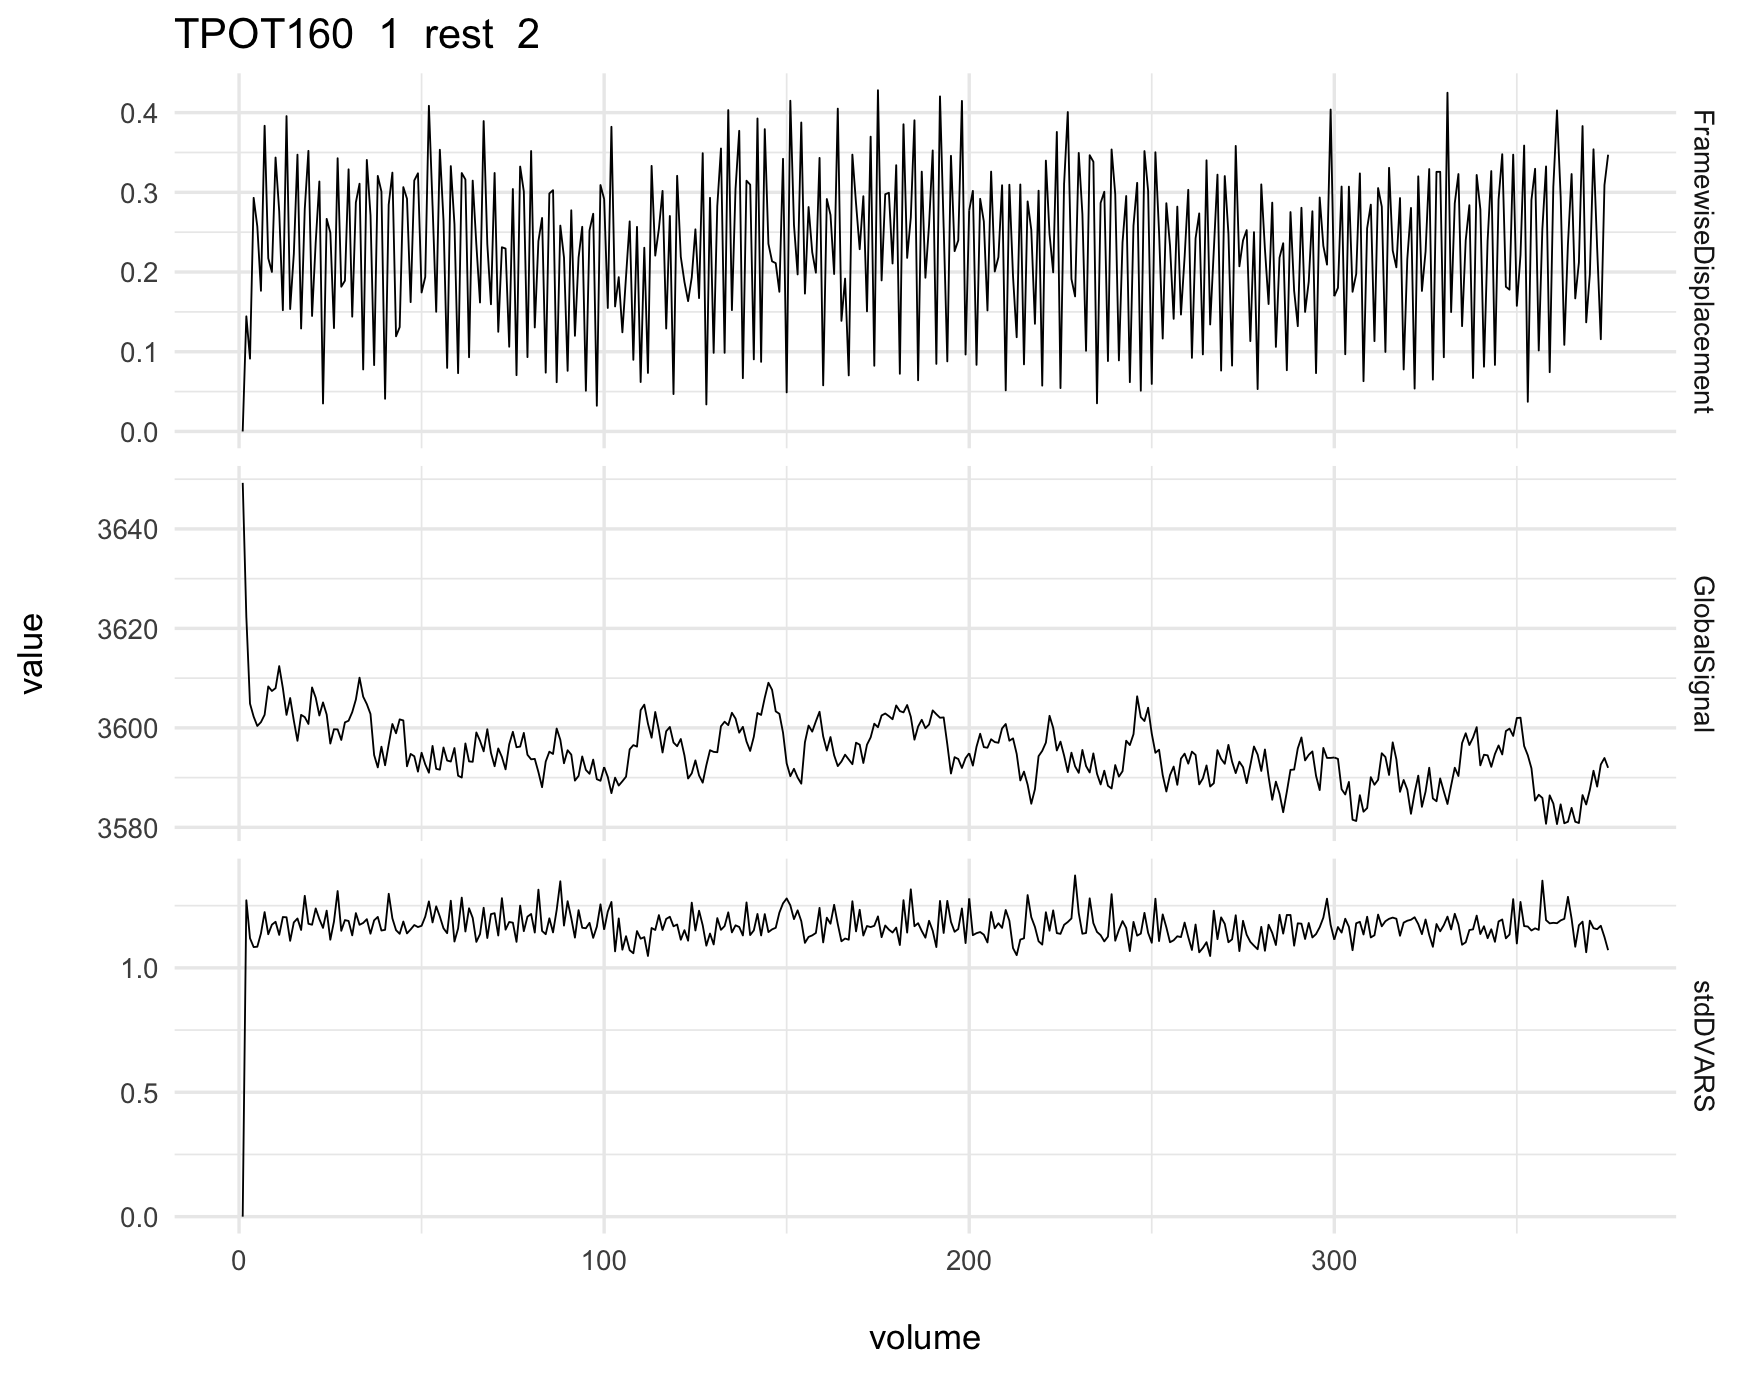 TPOT160 1 rest 2
0.4
0.3
0.2
0.1
0.0
FramewiseDisplacement
3640
3620
3600
3580
GlobalSignal
value
1.0
0.5
0.0
stdDVARS
0 100 200 300
volume